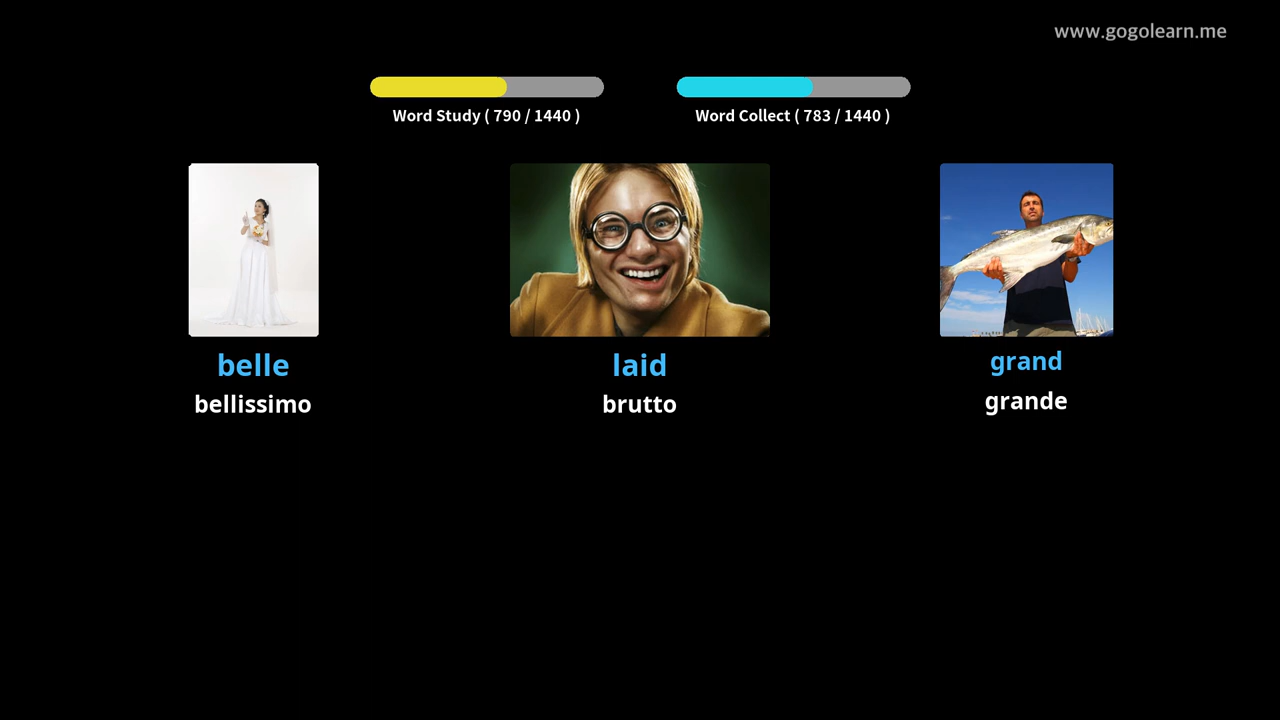 www.gogolearn.me
Word Study ( 790 / 1440 )
Word Collect ( 783 / 1440 )
belle
bellissimo
laid
brutto
grand
grande